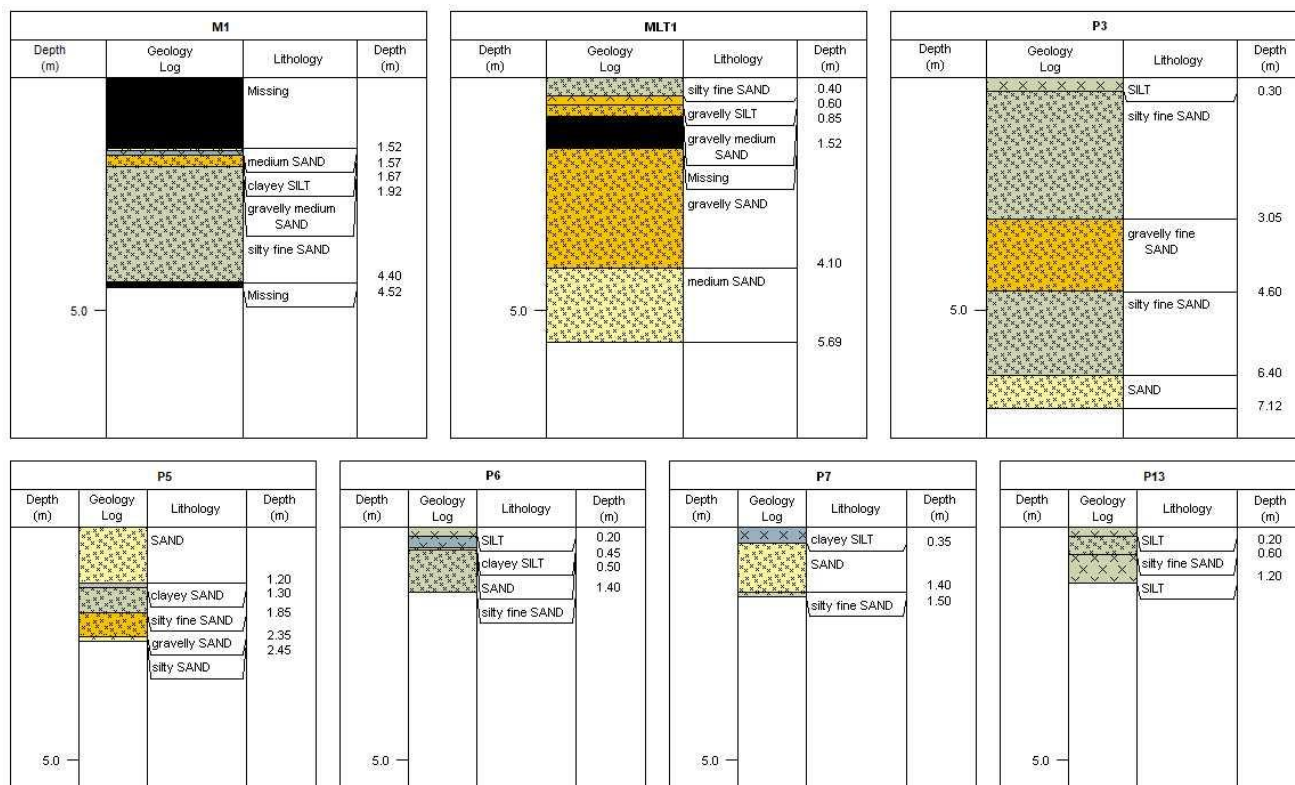 M1
Depth
(m)
Geology
Log
Lithology
Depth
(m)
Missing
1.52
medium SAND
1.57
clayey SILT
1.67
gravelly medium
SAND
1.92
silty fine SAND
4.40
Missing
4.52
5.0
MLT1
Depth
(m)
Geology
Log
Lithology
Depth
(m)
silty fine SAND
0.40
gravelly SILT
0.60
gravelly medium
SAND
0.85
Missing
1.52
gravelly SAND
4.10
medium SAND
5.0
5.69
P3
Depth
(m)
Geology
Log
Lithology
Depth
(m)
SILT
0.30
silty fine SAND
3.05
gravelly fine
SAND
4.60
silty fine SAND
5.0
6.40
SAND
7.12
P5
Depth
(m)
Geology
Log
Lithology
Depth
(m)
SAND
1.20
clayey SAND
1.30
silty fine SAND
1.85
gravelly SAND
2.35
silty SAND
2.45
5.0
P6
Depth
(m)
Geology
Log
Lithology
Depth
(m)
SILT
0.20
clayey SILT
0.45
SAND
0.50
silty fine SAND
1.40
5.0
P7
Depth
(m)
Geology
Log
Lithology
Depth
(m)
clayey SILT
0.35
SAND
1.40
silty fine SAND
1.50
5.0
P13
Depth
(m)
Geology
Log
Lithology
Depth
(m)
SILT
0.20
silty fine SAND
0.60
SILT
1.20
5.0